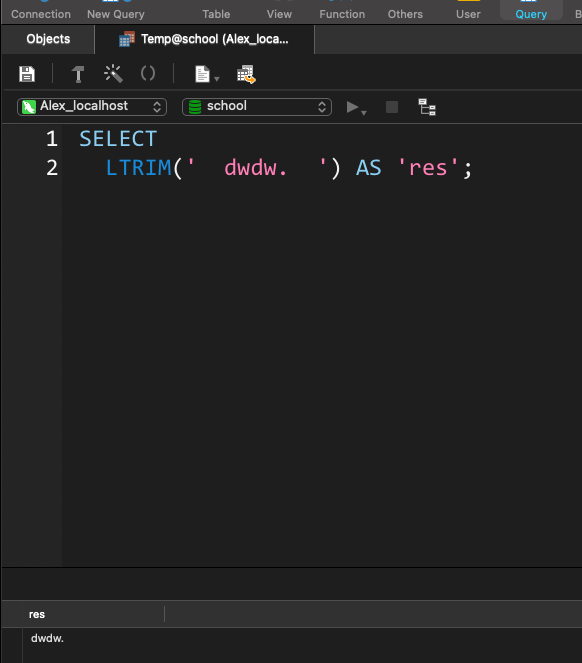 Connection New Query Table View Function Others User Query B
Objects Temp@school (Alex_loca...
Alex_localhost school
1 SELECT
2 LTRIM('  dwdw.  ') AS 'res';
res
dwdw.